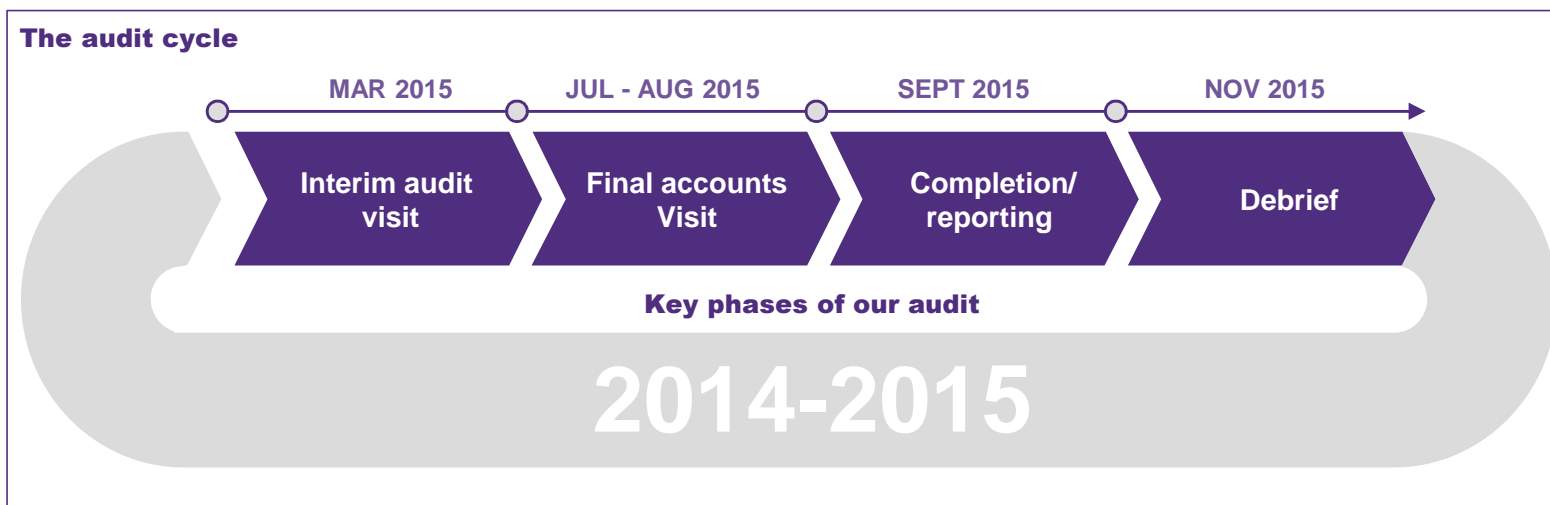 The audit cycle
MAR 2015
JUL - AUG 2015
SEPT 2015
NOV 2015
Interim audit
visit
Final accounts
Visit
Completion/
reporting
Debrief
Key phases of our audit
2014-2015